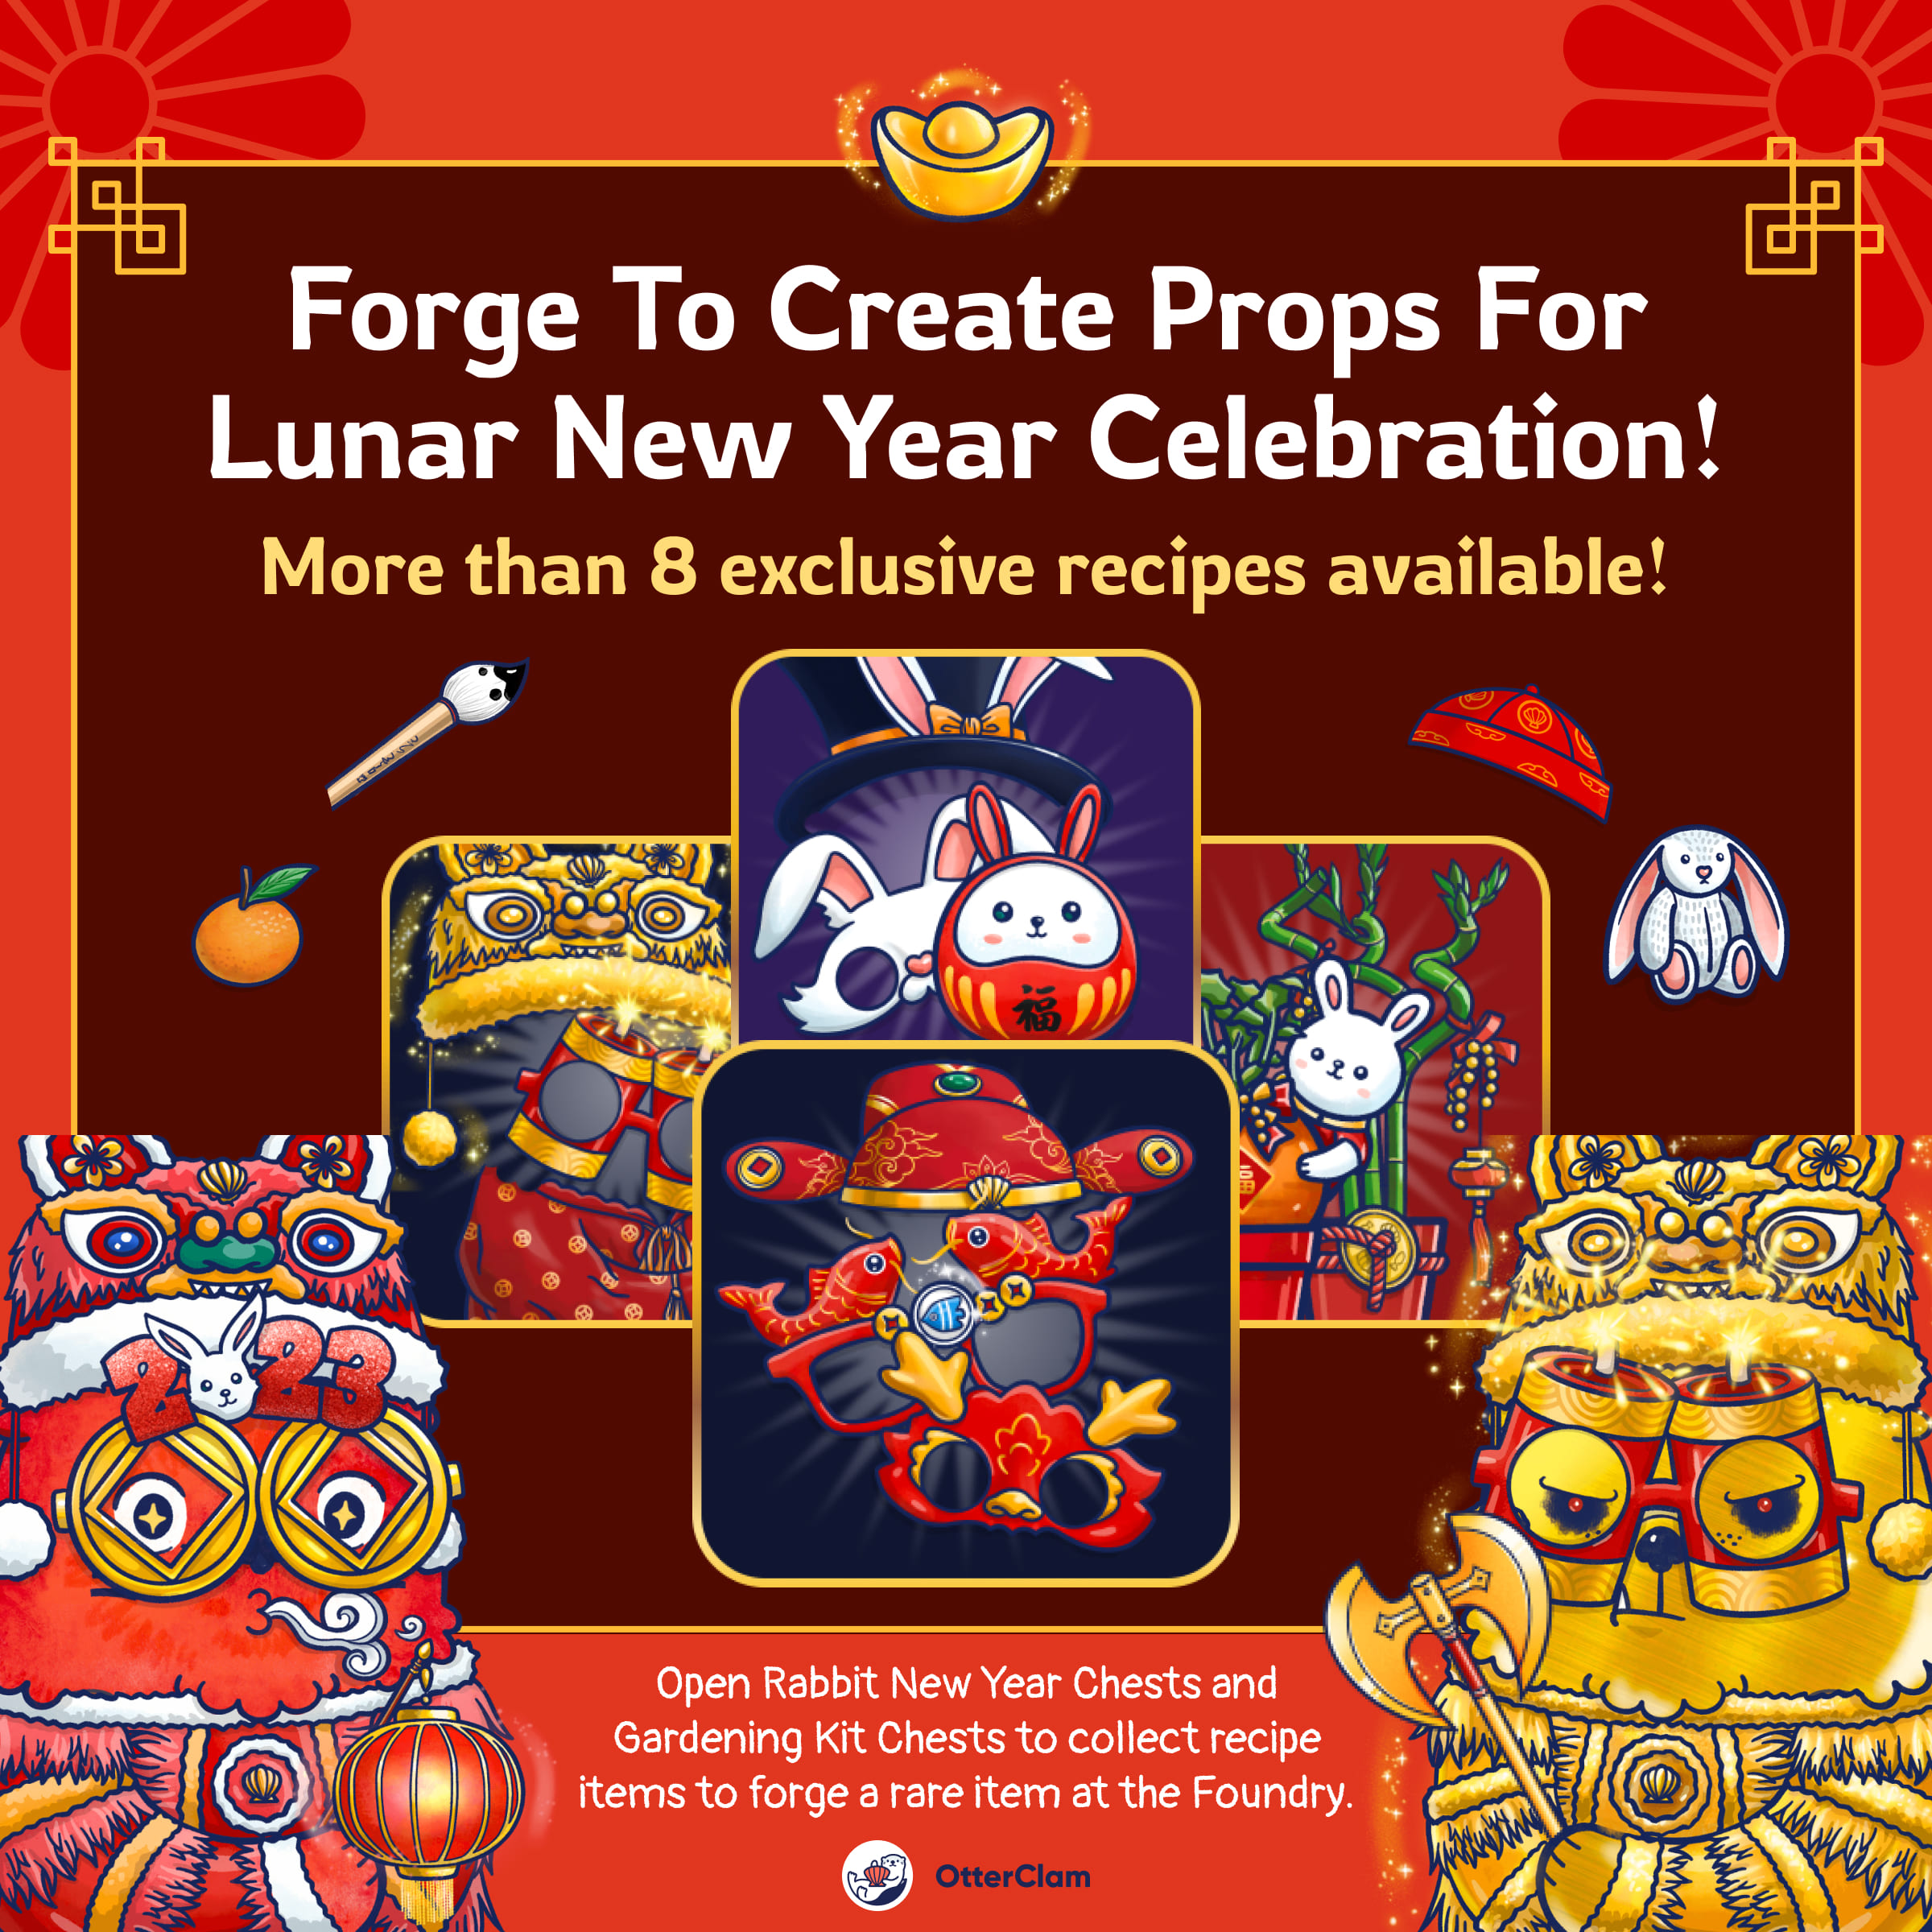 Forge To Create Props For
Lunar New Year Celebration!
More than 8 exclusive recipes available!
福
福
2023
Open Rabbit New Year Chests and
Gardening Kit Chests to collect recipe
items to forge a rare item at the Foundry.
OtterClam